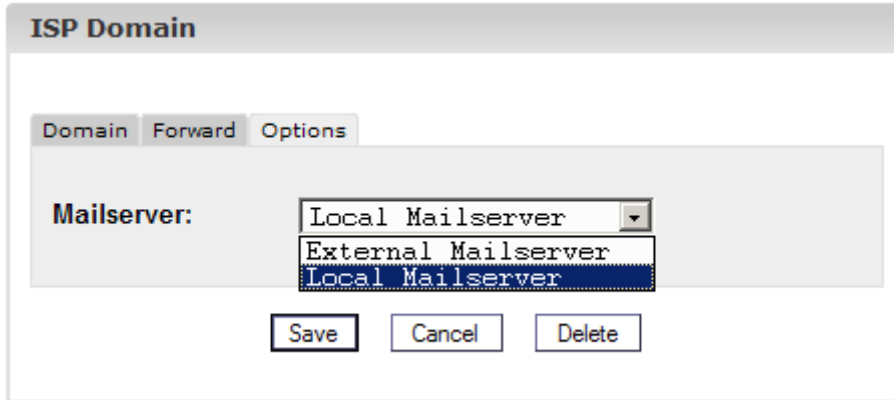 ISP Domain
Domain Forward Options
Mailserver: Local Mailserver
External Mailserver
Local Mailserver
Save Cancel Delete